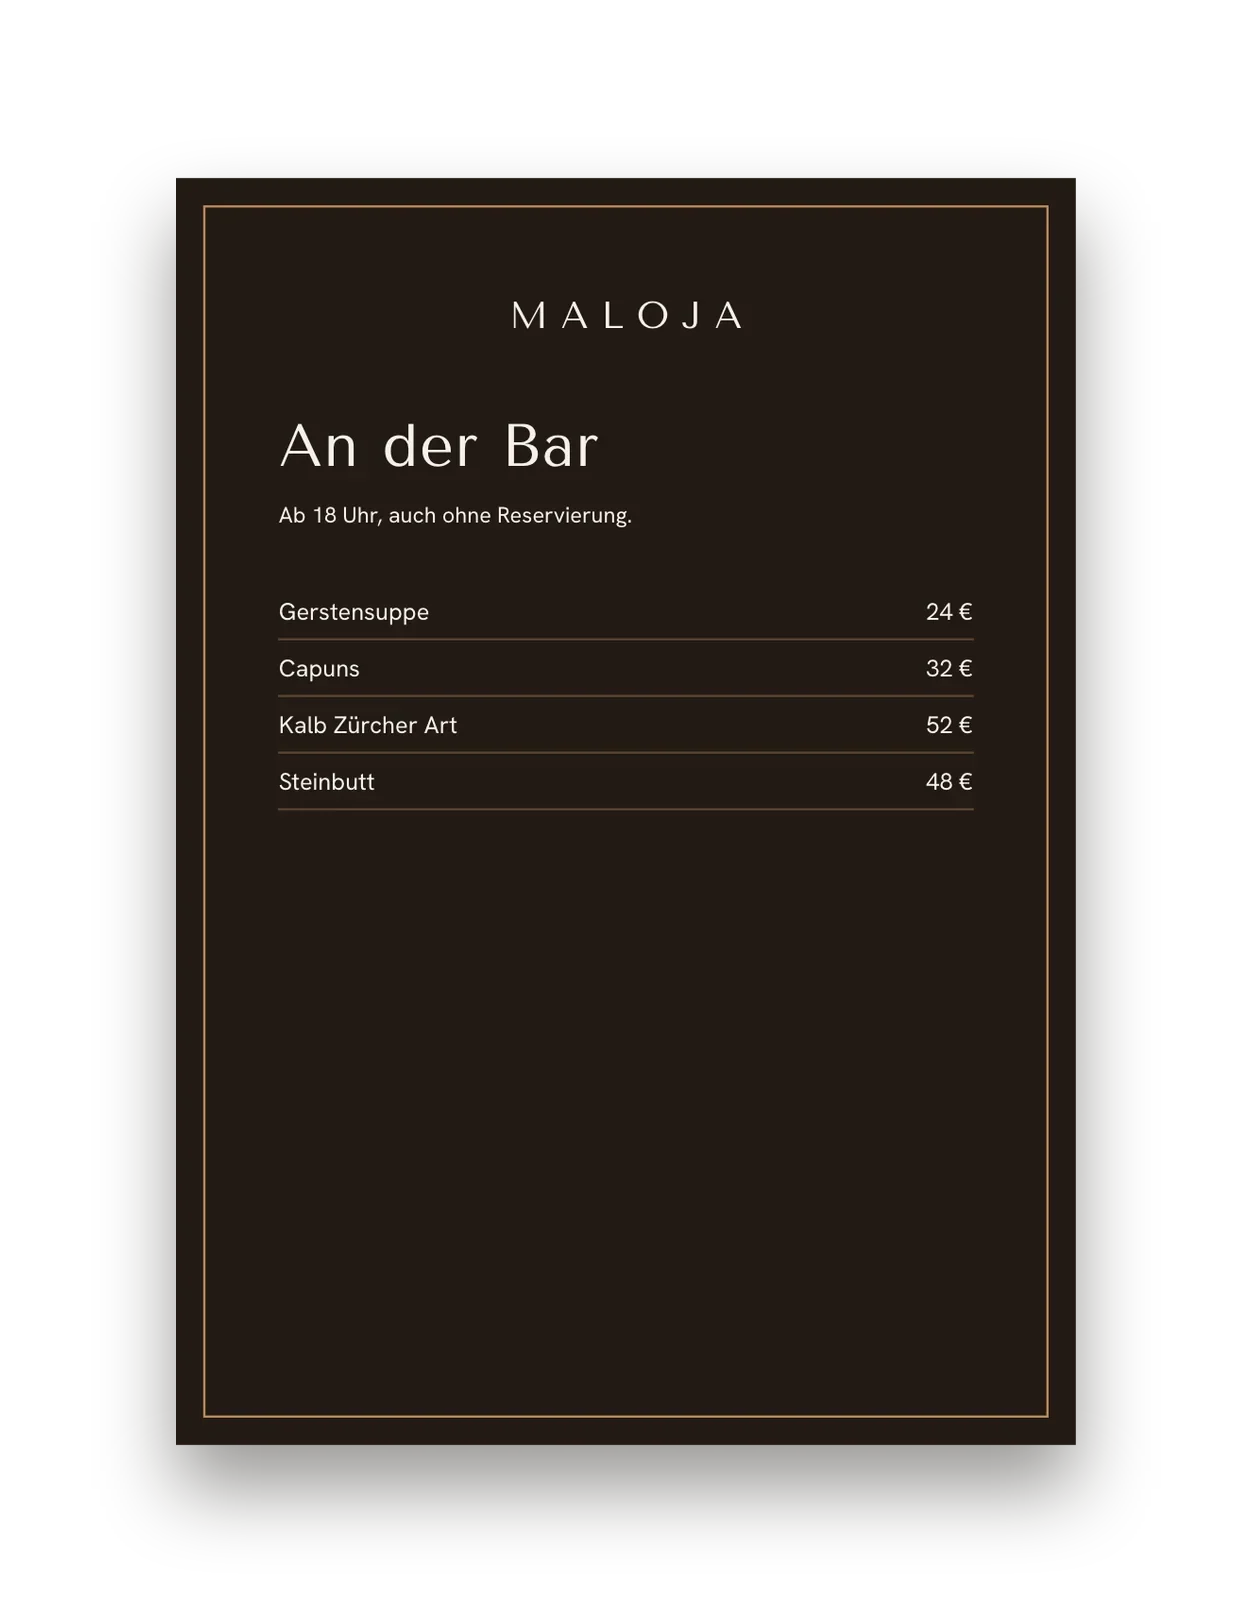 MALOJA
An der Bar
Ab 18 Uhr, auch ohne Reservierung.
Gerstensuppe 24 €
Capuns 32 €
Kalb Zürcher Art 52 €
Steinbutt 48 €